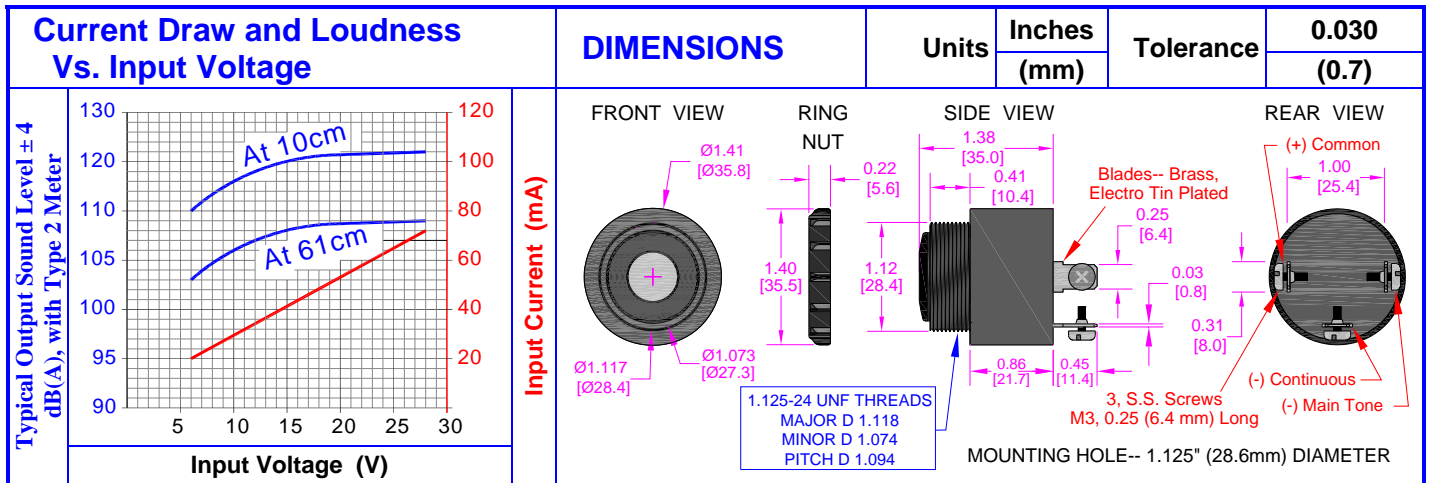 Current Draw and Loudness
Vs. Input Voltage
DIMENSIONS
Units
Inches
(mm)
Tolerance
0.030
(0.7)
Typical Output Sound Level ± 4
dB(A), with Type 2 Meter
130
120
110
105
100
95
90
At 10cm
At 61cm
120
100
80
60
40
20
Input Current (mA)
5 10 15 20 25 30
Input Voltage (V)
FRONT VIEW
Ø1.41
[Ø35.8]
Ø1.117
[Ø28.4]
Ø1.073
[Ø27.3]
RING
NUT
0.22
[5.6]
1.40
[35.5]
SIDE VIEW
1.38
[35.0]
0.41
[10.4]
1.12
[28.4]
Blades-- Brass,
Electro Tin Plated
0.25
[6.4]
0.03
[0.8]
0.86
[21.7]
0.45
[11.4]
1.125-24 UNF THREADS
MAJOR D 1.118
MINOR D 1.074
PITCH D 1.094
REAR VIEW
(+) Common
1.00
[25.4]
0.31
[8.0]
(-) Continuous
(-) Main Tone
3, S.S. Screws
M3, 0.25 (6.4 mm) Long
MOUNTING HOLE-- 1.125" (28.6mm) DIAMETER